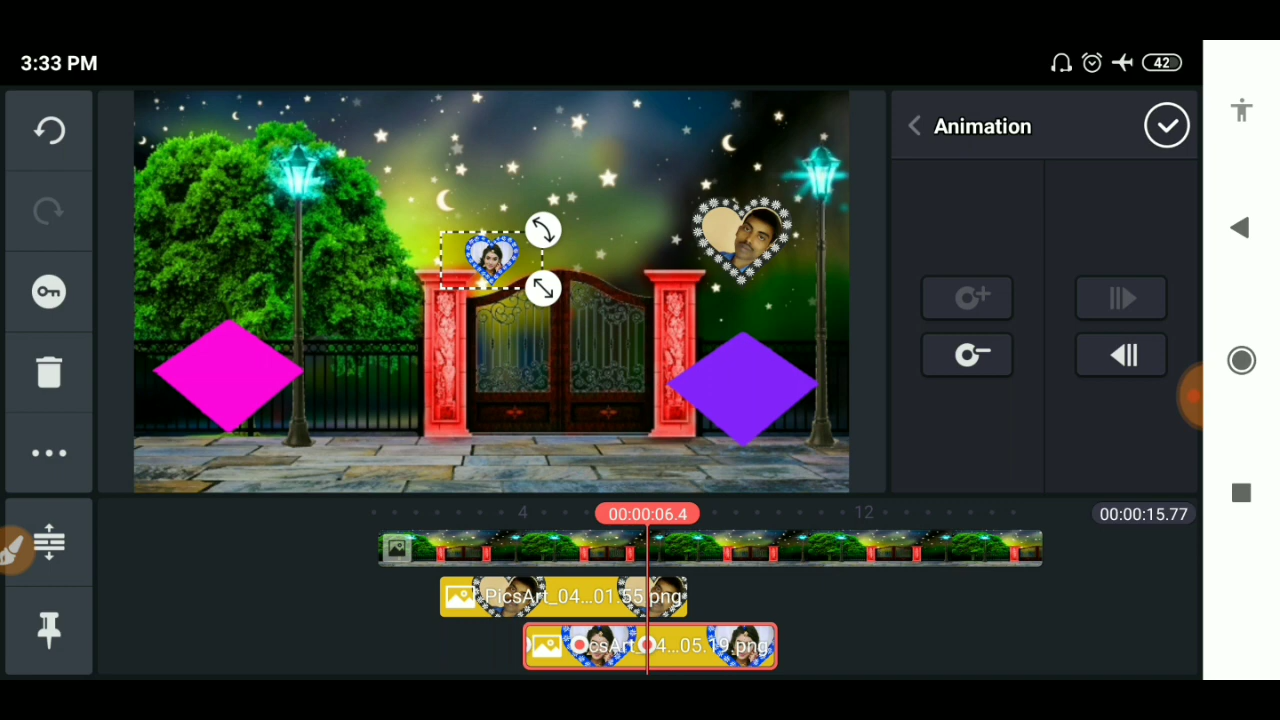 3:33 PM
42
Animation
4
00:00:06.4
12
00:00:15.77
PicsArt_04...01.55.png
csArt_04...05.19.png